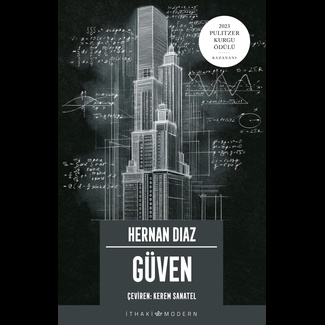 2023
PULITZER
KURGU
ÖDÜLÜ
KAZANANI
HERNAN DIAZ
GÜVEN
ÇEVİREN: KEREM SANATEL
İTHAKİ MODERN